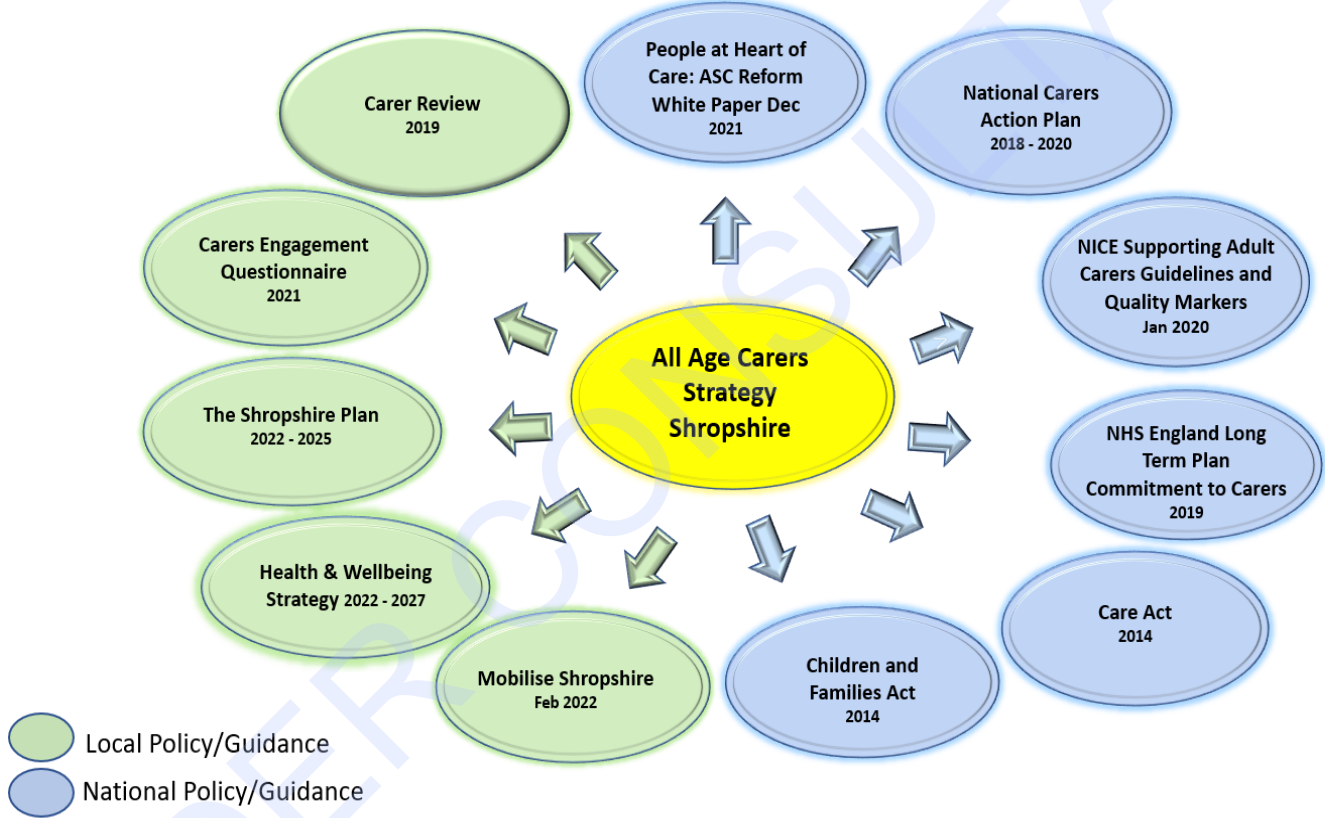 People at Heart of
Care: ASC Reform
White Paper Dec
2021
National Carers
Action Plan
2018 - 2020
NICE Supporting Adult
Carers Guidelines and
Quality Markers
Jan 2020
NHS England Long
Term Plan
Commitment to Carers
2019
Care Act
2014
Children and
Families Act
2014
Mobilise Shropshire
Feb 2022
Health & Wellbeing
Strategy 2022 - 2027
The Shropshire Plan
2022 - 2025
Carers Engagement
Questionnaire
2021
Carer Review
2019
All Age Carers
Strategy
Shropshire
Local Policy/Guidance
National Policy/Guidance